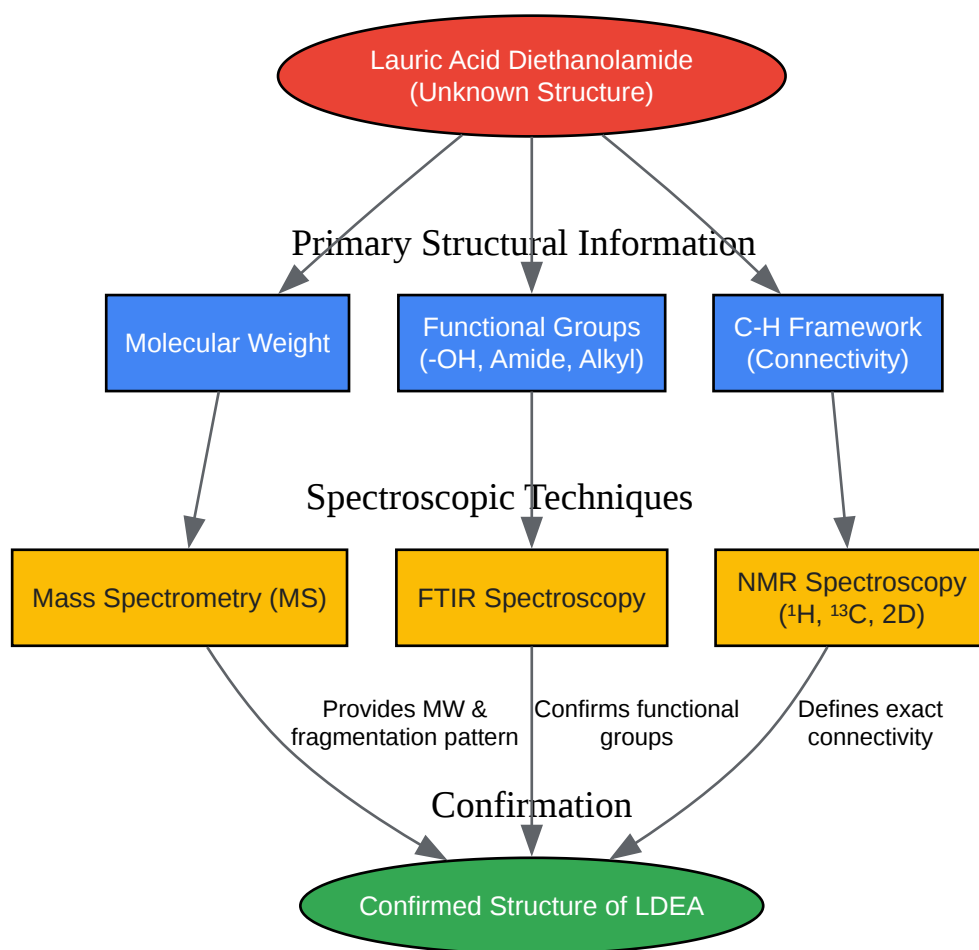 Lauric Acid Diethanolamide
(Unknown Structure)
Primary Structural Information
Molecular Weight
Functional Groups
(-OH, Amide, Alkyl)
C-H Framework
(Connectivity)
Spectroscopic Techniques
Mass Spectrometry (MS)
FTIR Spectroscopy
NMR Spectroscopy
(¹H, ¹³C, 2D)
Provides MW &
fragmentation pattern
Confirms functional
groups
Defines exact
connectivity
Confirmation
Confirmed Structure of LDEA